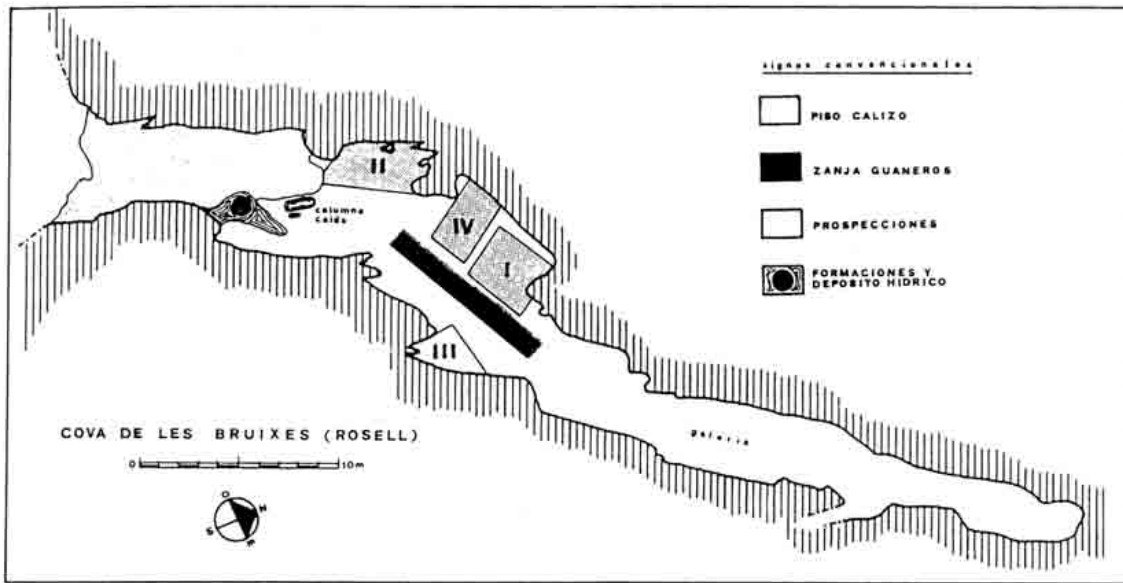 signos convencionales
PISO CALIZO
ZANJA GUANEROS
PROSPECCIONES
FORMACIONES Y
DEPOSITO HIDRICO
II
columna
caida
IV
I
III
galeria
COVA DE LES BRUIXES (ROSELL)
0 10m
O
N
S
E